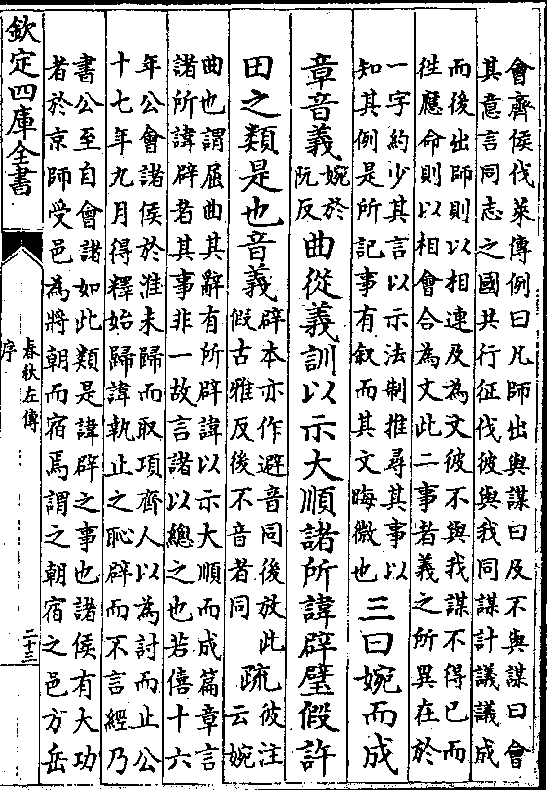 會齊侯伐萊傳例曰凡師出與謀曰及不與謀曰會
其意言同志之國共行征伐彼與我同謀計議議成
而後出師則以相連及為文彼不與我謀不得已而
徃應命則以相會合為文此二事者義之所異在於
一字約少其言以示法制推尋其事以
知其例是所記事有叙而其文晦微也
三曰婉而成
章音義
婉於
阮反
曲從義訓以示大順諸所諱辟璧假許
田之類是也音義
辟本亦作避音同後放此
假古雅反後不音者同
疏
彼注
云婉
曲也謂屈曲其辭有所辟諱以示大順而成篇章言
諸所諱辟者其事非一故言諸以總之也若僖十六
年公會諸侯於淮未歸而取項齊人以為討而止公
十七年九月得釋始歸諱執止之恥辟而不言經乃
書公至自會諸如此類是諱辟之事也諸侯有大功
者於京師受邑為將朝而宿焉謂之朝宿之邑方岳
欽定四庫全書
春秋左傳
序
二十三